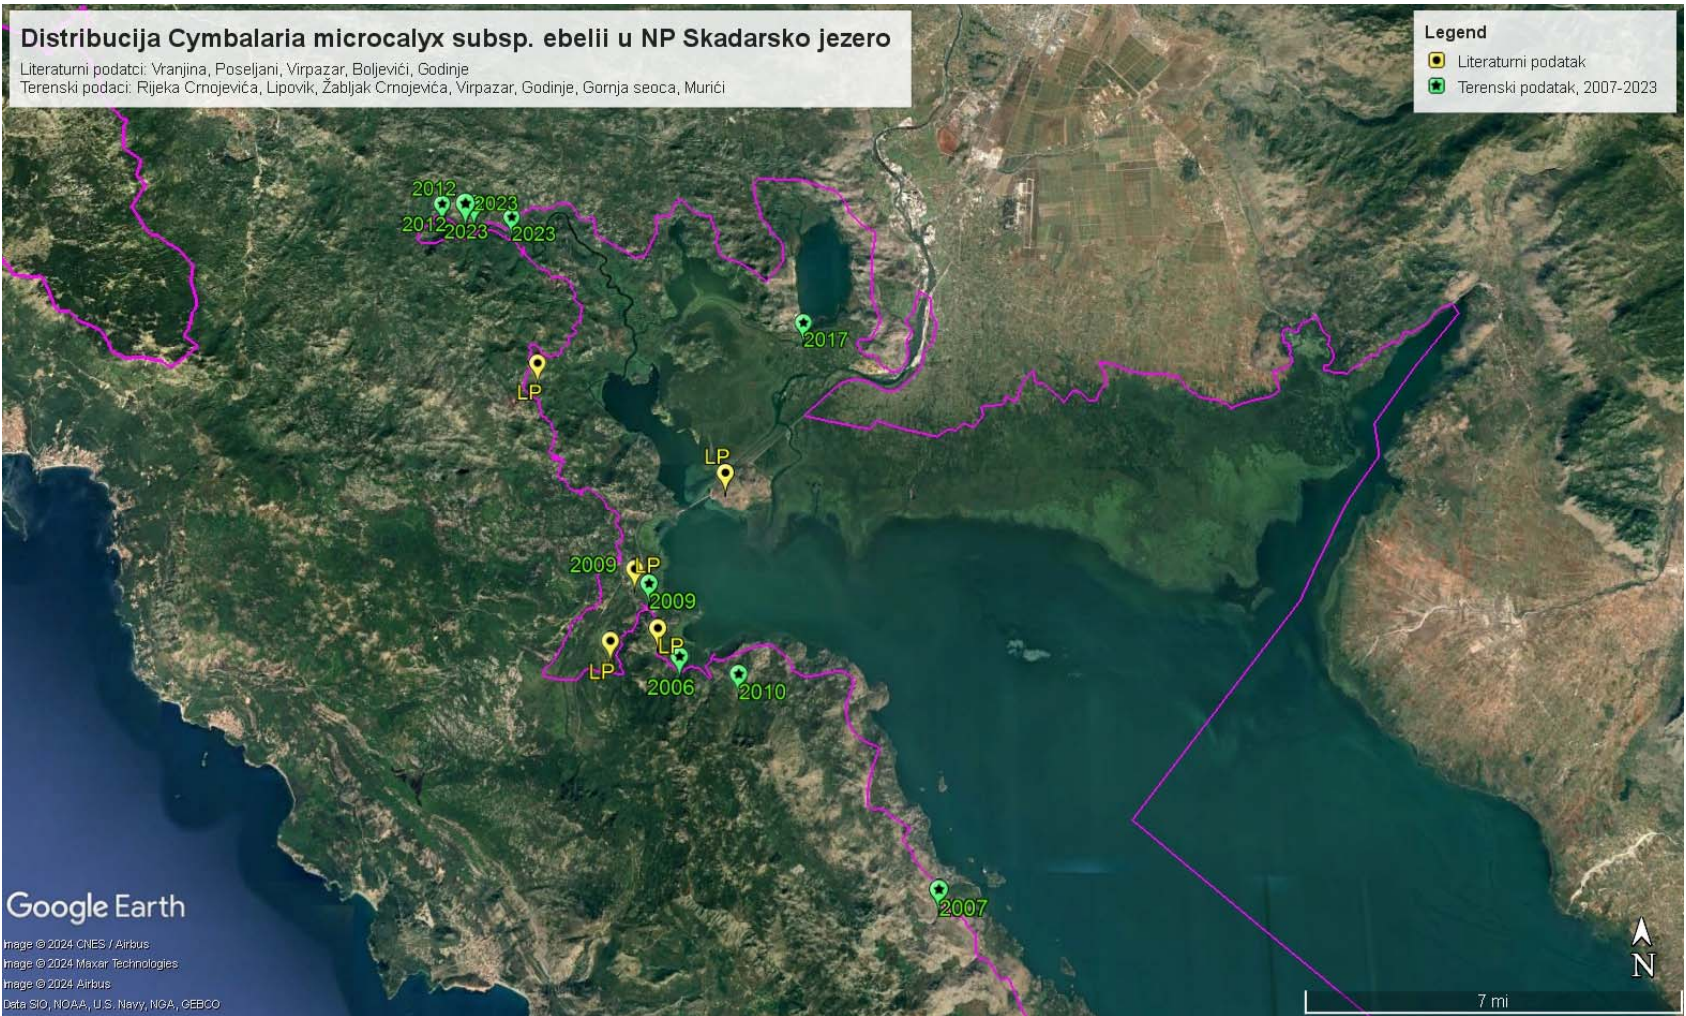 Distribucija Cymbalaria microcalyx subsp. ebelii u NP Skadarsko jezero
Literaturni podatci: Vranjina, Poseljani, Virpazar, Boljevići, Godinje
Terenski podaci: Rijeka Crnojevića, Lipovik, Žabljak Crnojevića, Virpazar, Godinje, Gornja seoca, Murići
Legend
Literaturni podatak
Terenski podatak, 2007-2023
2012
2023
2012
2023
2023
2017
LP
LP
2009
LP
2009
LP
LP
2006
2010
2007
Google Earth
Image © 2024 CNES / Airbus
Image © 2024 Maxar Technologies
Image © 2024 Airbus
Data SIO, NOAA, U.S. Navy, NGA, GEBCO
N
7 mi